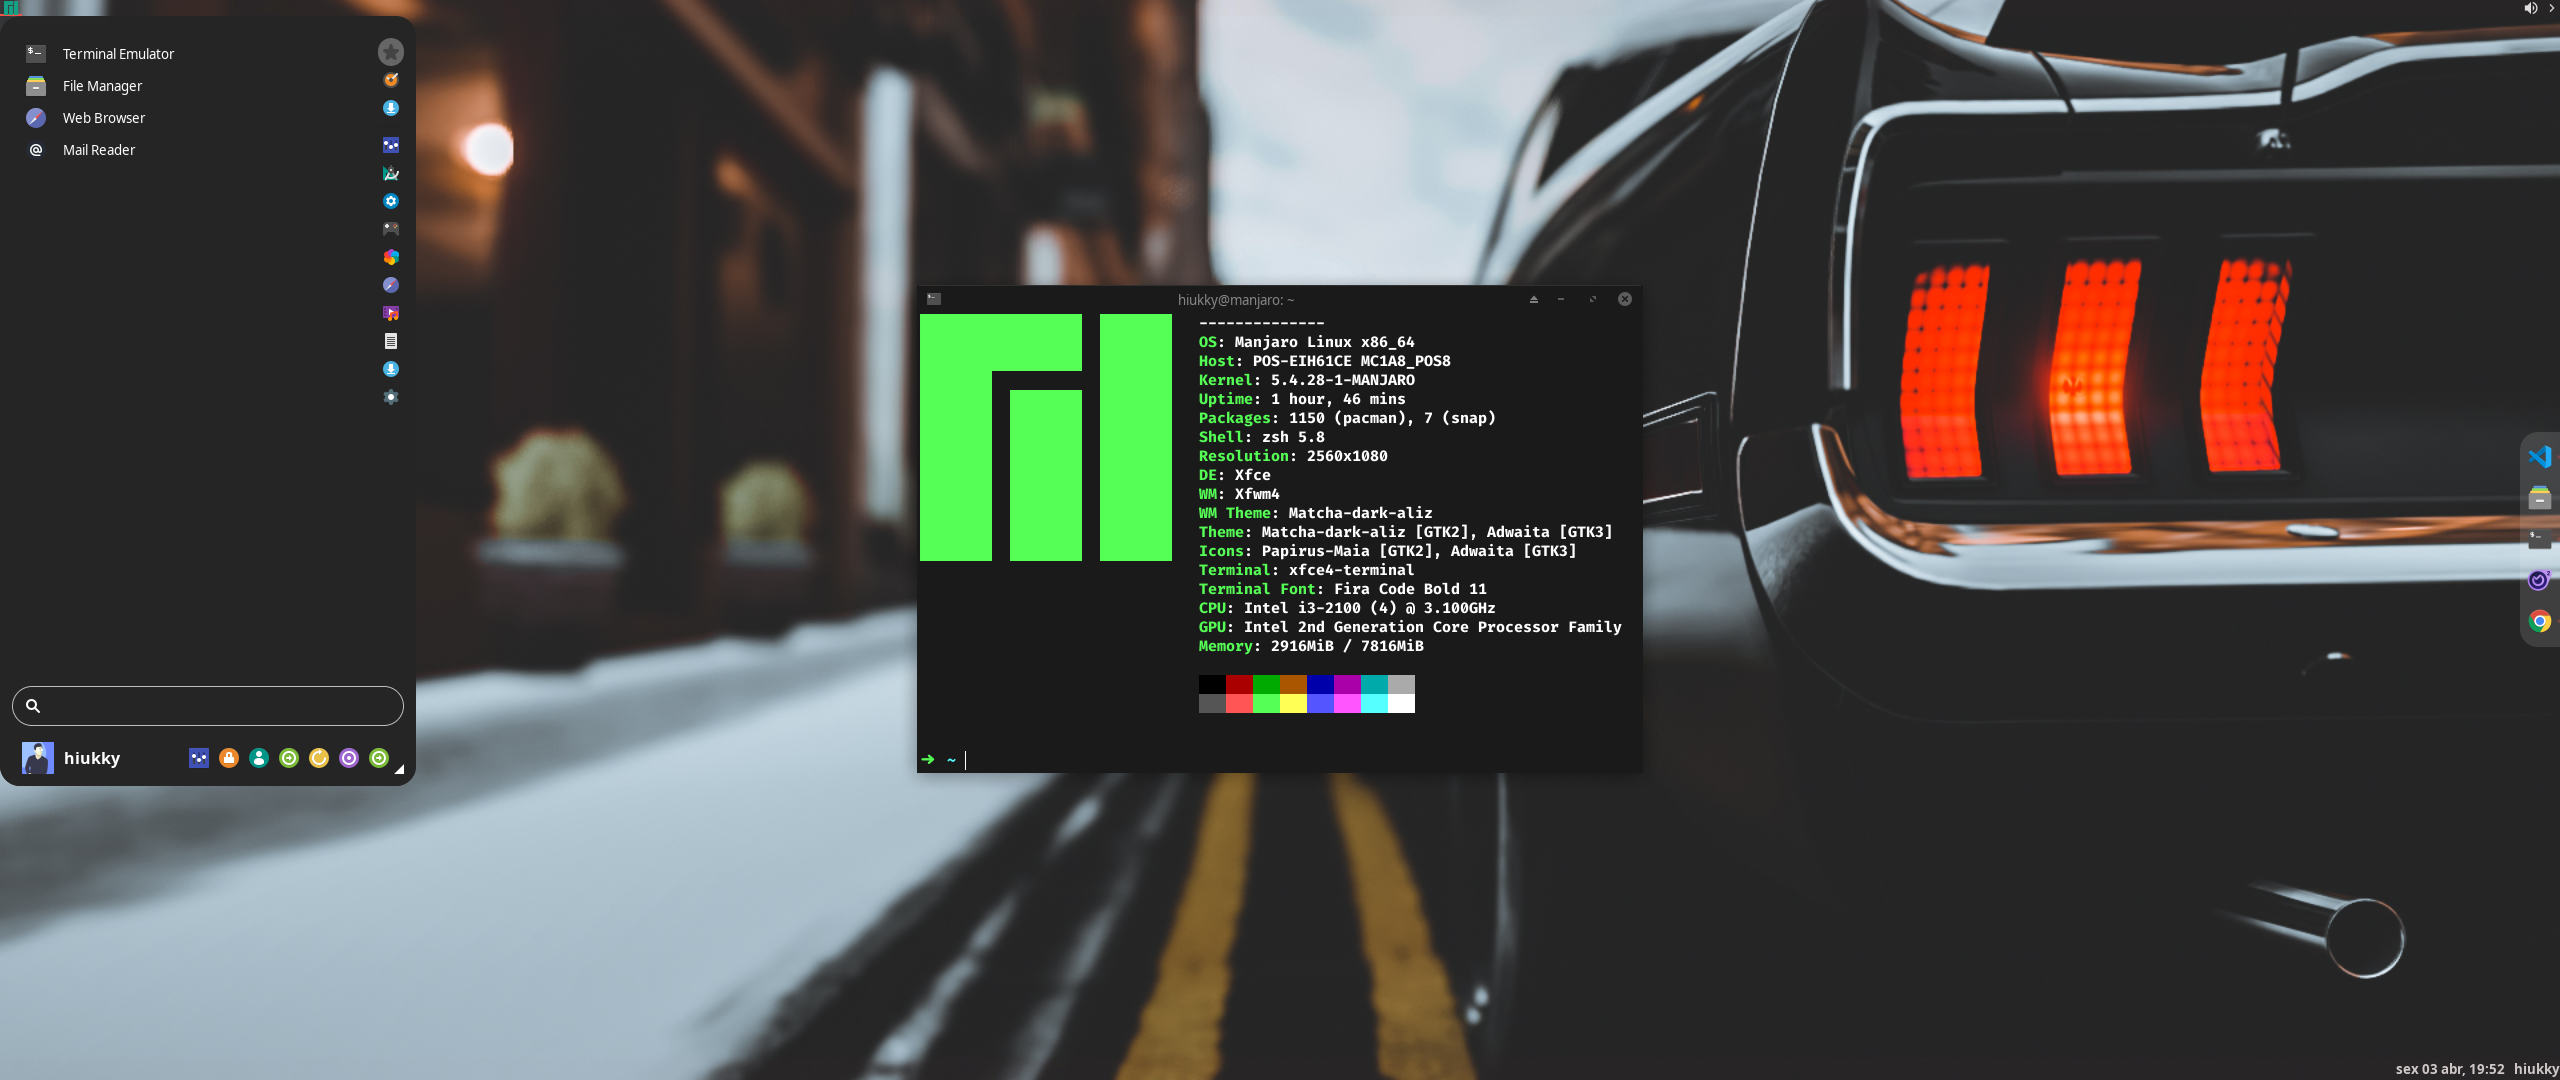 Terminal Emulator
File Manager
Web Browser
Mail Reader
hiukky
hiukky@manjaro: ~
--------------
OS: Manjaro Linux x86_64
Host: POS-EIH61CE MC1A8_POS8
Kernel: 5.4.28-1-MANJARO
Uptime: 1 hour, 46 mins
Packages: 1150 (pacman), 7 (snap)
Shell: zsh 5.8
Resolution: 2560x1080
DE: Xfce
WM: Xfwm4
WM Theme: Matcha-dark-aliz
Theme: Matcha-dark-aliz [GTK2], Adwaita [GTK3]
Icons: Papirus-Maia [GTK2], Adwaita [GTK3]
Terminal: xfce4-terminal
Terminal Font: Fira Code Bold 11
CPU: Intel i3-2100 (4) @ 3.100GHz
GPU: Intel 2nd Generation Core Processor Family
Memory: 2916MiB / 7816MiB
➜ ~
sex 03 abr, 19:52 hiukky